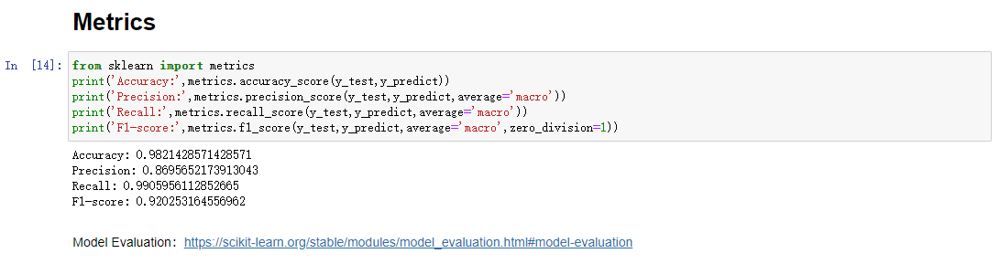 Metrics
In [14]:
from sklearn import metrics
print('Accuracy:',metrics.accuracy_score(y_test,y_predict))
print('Precision:',metrics.precision_score(y_test,y_predict,average='macro'))
print('Recall:',metrics.recall_score(y_test,y_predict,average='macro'))
print('F1-score:',metrics.f1_score(y_test,y_predict,average='macro',zero_division=1))
Accuracy: 0.9821428571428571
Precision: 0.8695652173913043
Recall: 0.9905956112852665
F1-score: 0.920253164556962
Model Evaluation：https://scikit-learn.org/stable/modules/model_evaluation.html#model-evaluation